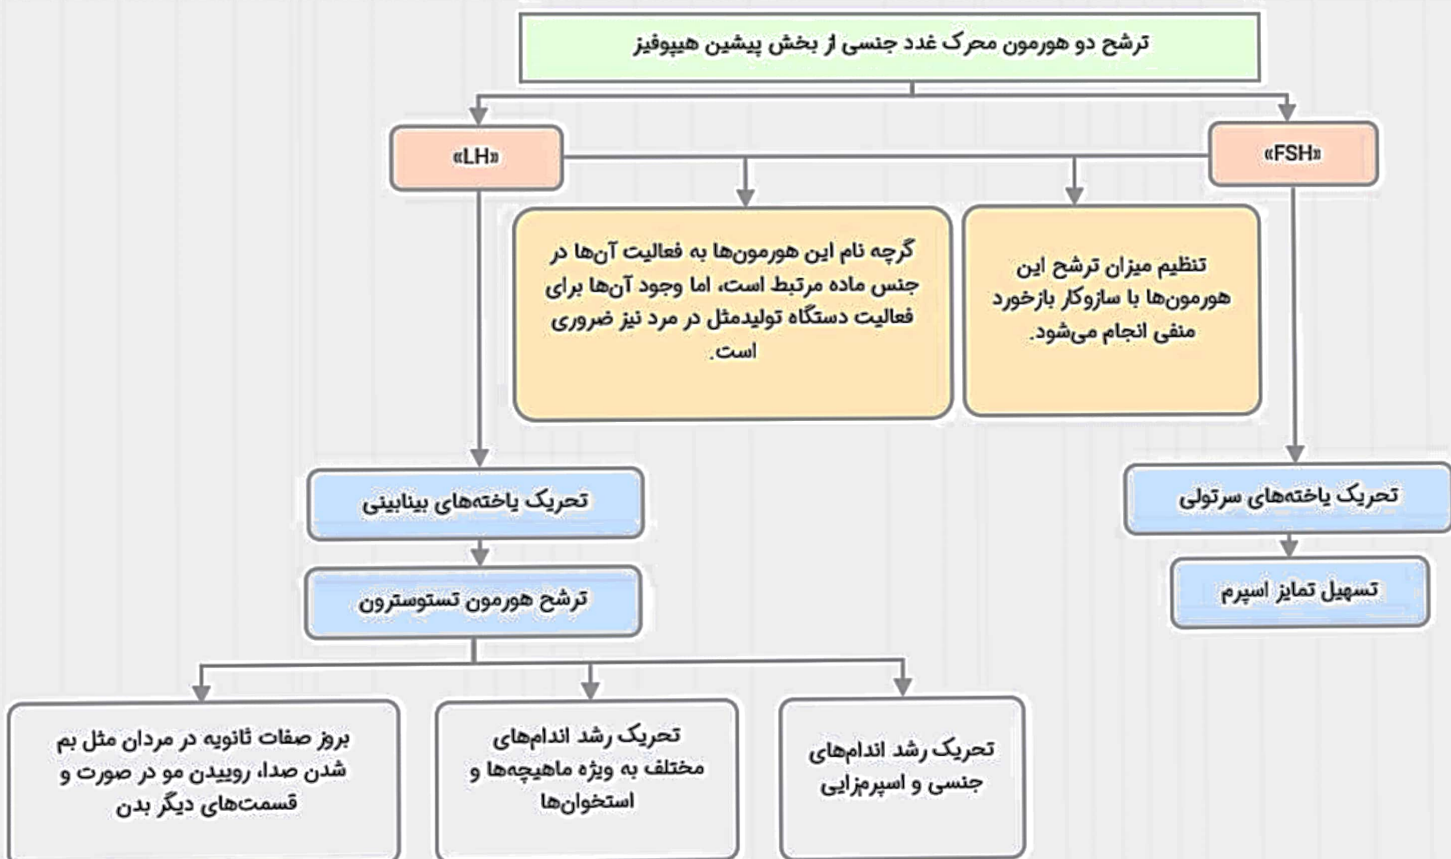 ترشح دو هورمون محرک غدد جنسی از بخش پیشین هیپوفیز
«FSH»
«LH»
تنظیم میزان ترشح این
هورمون‌ها با سازوکار بازخورد
منفی انجام می‌شود.
گرچه نام این هورمون‌ها به فعالیت آن‌ها در
جنس ماده مرتبط است، اما وجود آن‌ها برای
فعالیت دستگاه تولیدمثل در مرد نیز ضروری
است.
تحریک یاخته‌های سرتولی
تسهیل تمایز اسپرم
تحریک یاخته‌های بینابینی
ترشح هورمون تستوسترون
تحریک رشد اندام‌های
جنسی و اسپرم‌زایی
تحریک رشد اندام‌های
مختلف به ویژه ماهیچه‌ها و
استخوان‌ها
بروز صفات ثانویه در مردان مثل بم
شدن صدا، روییدن مو در صورت و
قسمت‌های دیگر بدن